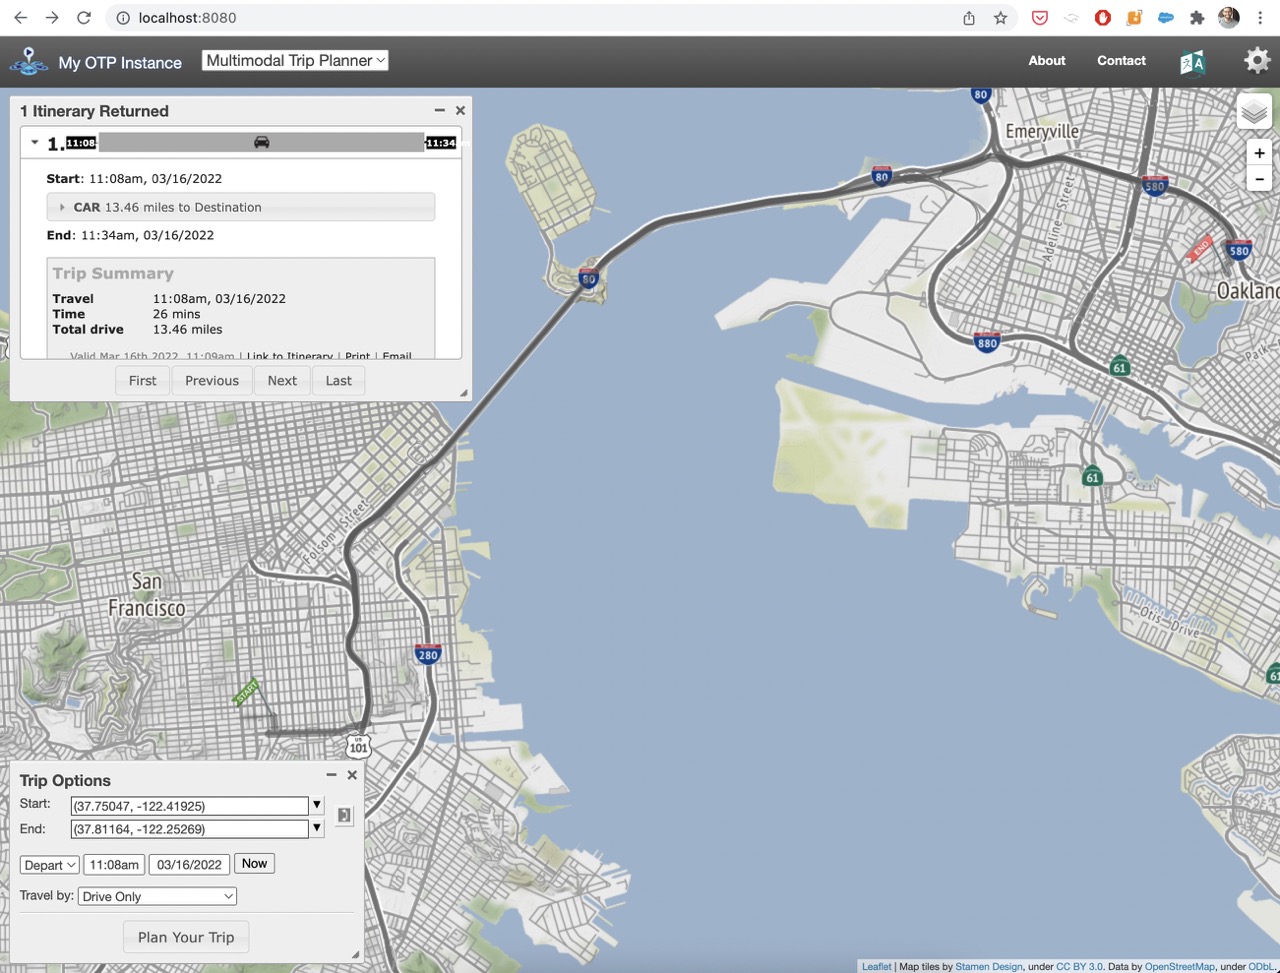 localhost:8080
My OTP Instance
Multimodal Trip Planner
About
Contact
1 Itinerary Returned
1. 11:08 11:34
Start: 11:08am, 03/16/2022
CAR 13.46 miles to Destination
End: 11:34am, 03/16/2022
Trip Summary
Travel 11:08am, 03/16/2022
Time 26 mins
Total drive 13.46 miles
Valid Mar 16th 2022, 11:09am | Link to Itinerary | Print | Email
First Previous Next Last
80
Emeryville
+
-
80
580
Adeline Street
END
580
80
Oakland
880
61
Park
61
Folsom Street
San
Francisco
Otis Drive
280
61
START
US
101
Trip Options
Start: (37.75047, -122.41925)
End: (37.81164, -122.25269)
Depart 11:08am 03/16/2022 Now
Travel by: Drive Only
Plan Your Trip
Leaflet | Map tiles by Stamen Design, under CC BY 3.0. Data by OpenStreetMap, under ODbL.